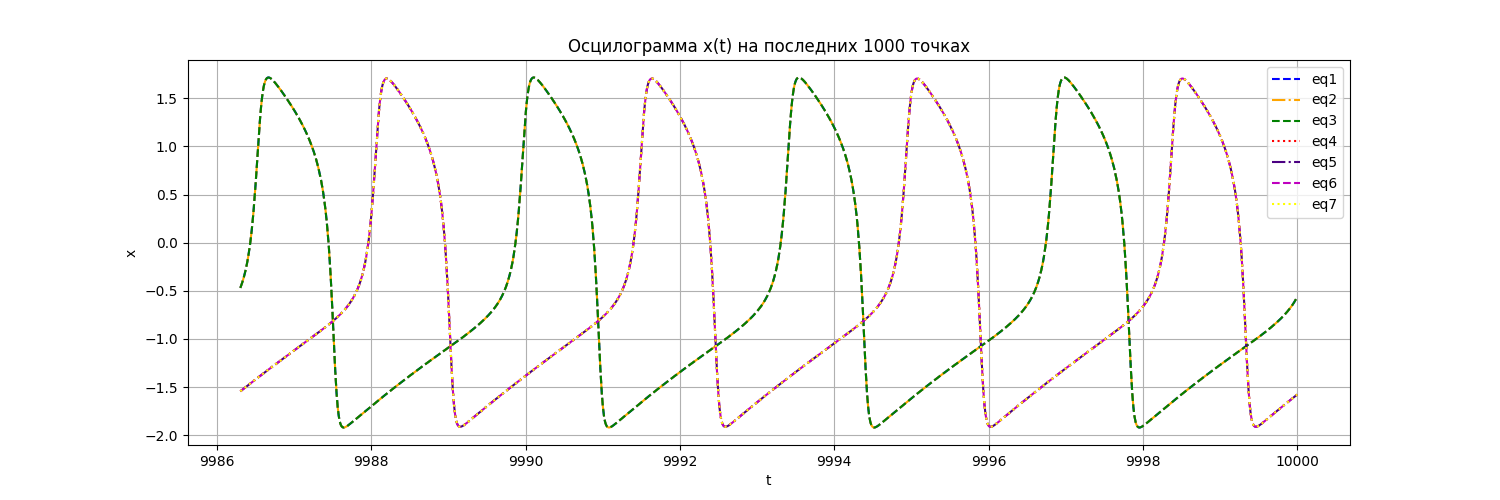 Осцилограмма x(t) на последних 1000 точках
x
1.5
1.0
0.5
0.0
−0.5
−1.0
−1.5
−2.0
9986
9988
9990
9992
9994
9996
9998
10000
t
eq1
eq2
eq3
eq4
eq5
eq6
eq7